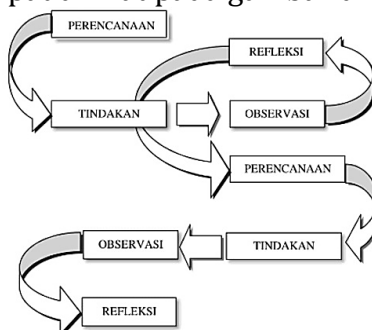 PERENCANAAN
REFLEKSI
TINDAKAN
OBSERVASI
PERENCANAAN
OBSERVASI
TINDAKAN
REFLEKSI